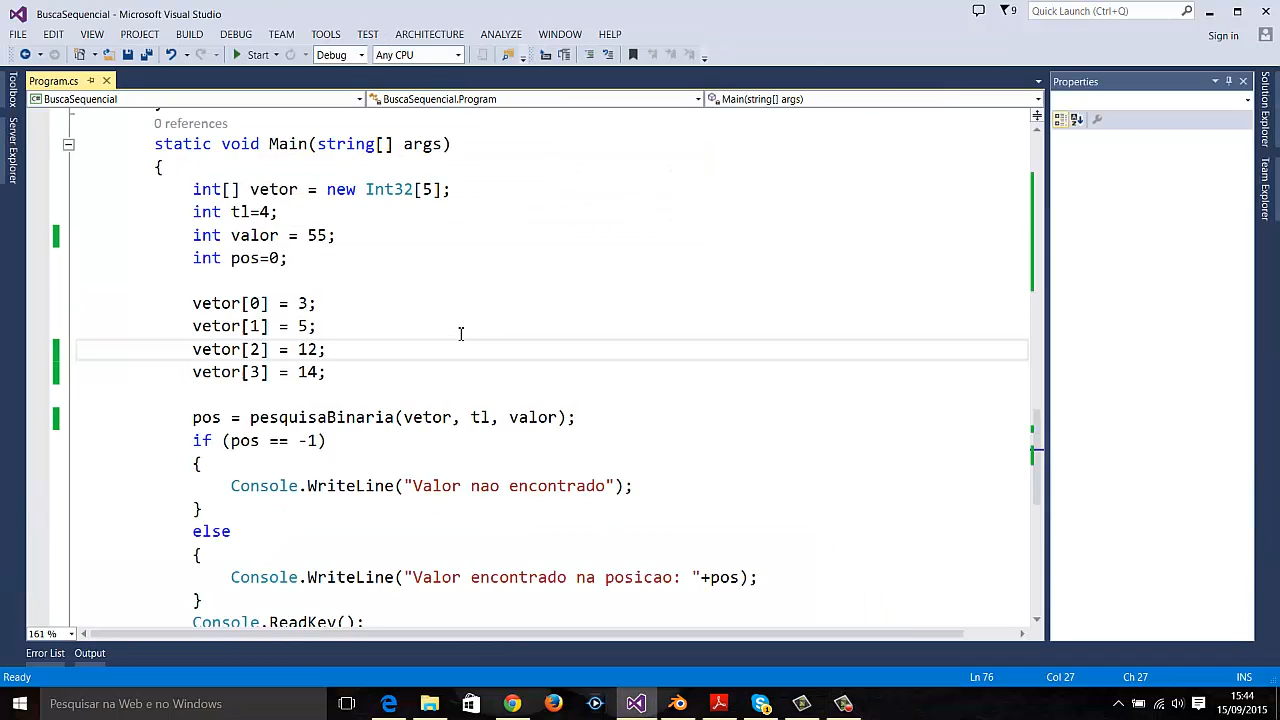 BuscaSequencial - Microsoft Visual Studio
9
Quick Launch (Ctrl+Q)
FILE EDIT VIEW PROJECT BUILD DEBUG TEAM TOOLS TEST ARCHITECTURE ANALYZE WINDOW HELP
Sign in
Start Debug Any CPU
Toolbox
Server Explorer
Program.cs
BuscaSequencial BuscaSequencial.Program Main(string[] args)
0 references
static void Main(string[] args)
{
int[] vetor = new Int32[5];
int tl=4;
int valor = 55;
int pos=0;
vetor[0] = 3;
vetor[1] = 5;
vetor[2] = 12;
vetor[3] = 14;
pos = pesquisaBinaria(vetor, tl, valor);
if (pos == -1)
{
Console.WriteLine("Valor nao encontrado");
}
else
{
Console.WriteLine("Valor encontrado na posicao: "+pos);
}
Console.ReadKey();
161 %
Properties
Solution Explorer
Team Explorer
Error List Output
Ready Ln 76 Col 27 Ch 27 INS
Pesquisar na Web e no Windows
15:44
15/09/2015